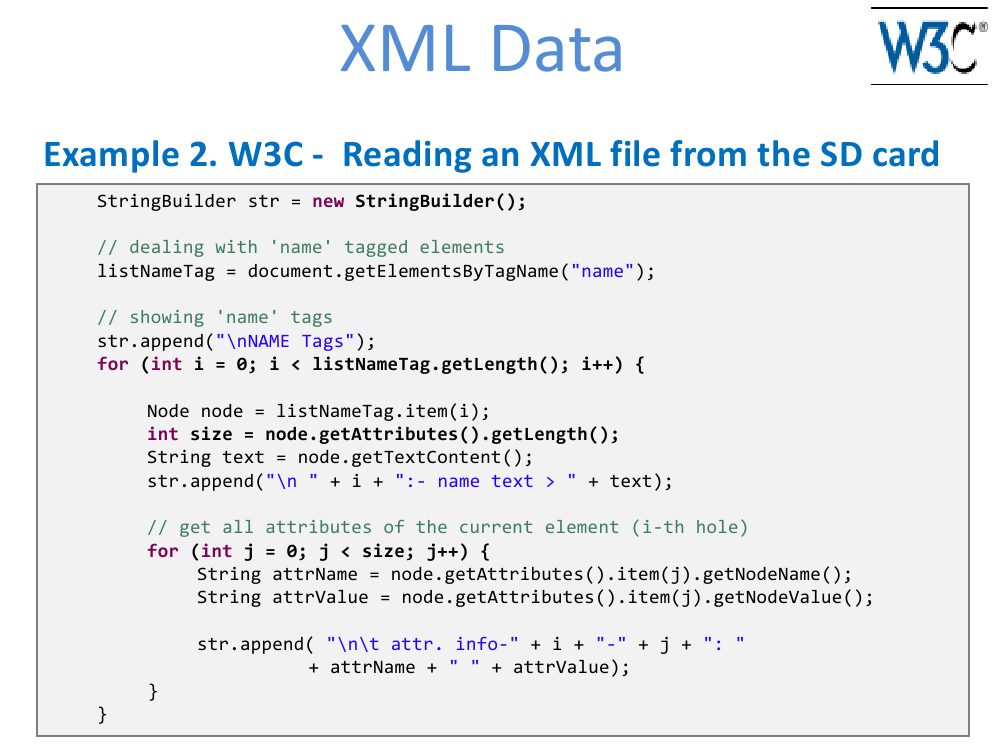 XML Data
W3C®
Example 2. W3C -  Reading an XML file from the SD card
StringBuilder str = new StringBuilder();
// dealing with 'name' tagged elements
listNameTag = document.getElementsByTagName("name");
// showing 'name' tags
str.append("\nNAME Tags");
for (int i = 0; i < listNameTag.getLength(); i++) {
Node node = listNameTag.item(i);
int size = node.getAttributes().getLength();
String text = node.getTextContent();
str.append("\n " + i + ":- name text > " + text);
// get all attributes of the current element (i-th hole)
for (int j = 0; j < size; j++) {
String attrName = node.getAttributes().item(j).getNodeName();
String attrValue = node.getAttributes().item(j).getNodeValue();
str.append( "\n\t attr. info-" + i + "-" + j + ": "
+ attrName + " " + attrValue);
}
}